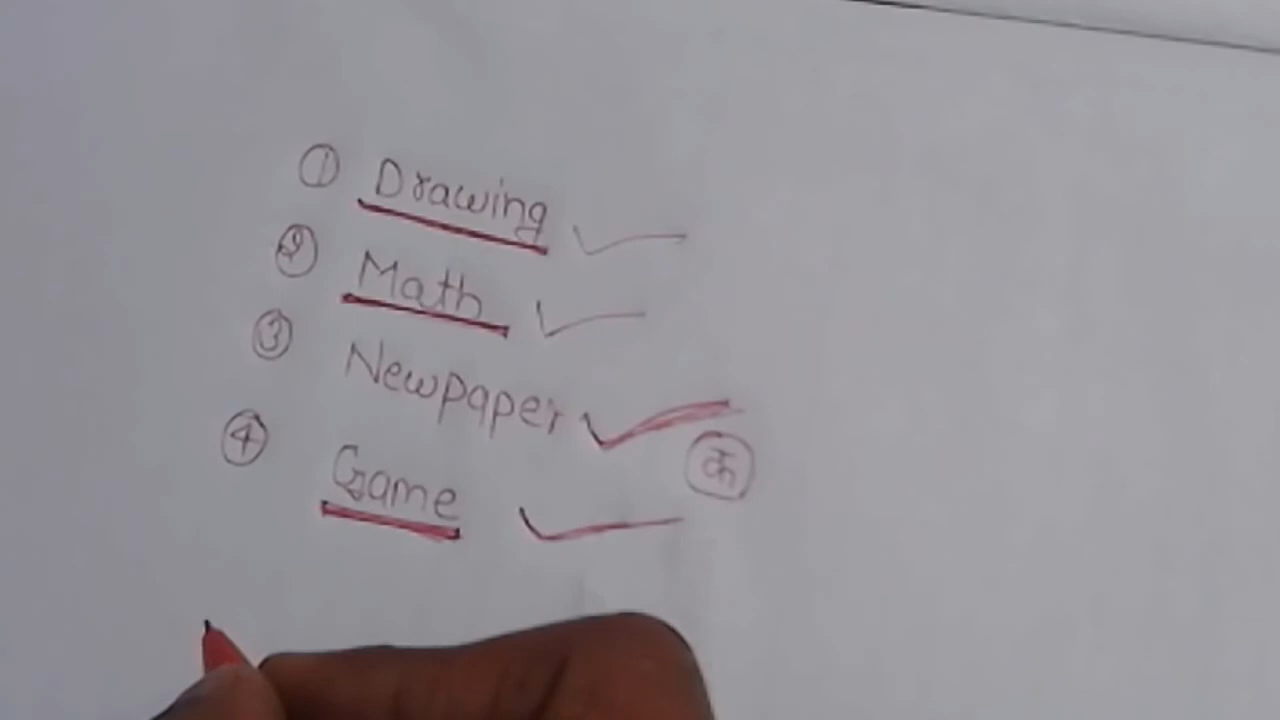 ① Drawing ✓
② Math ✓
③ Newpaper ✓
क
④ Game ✓